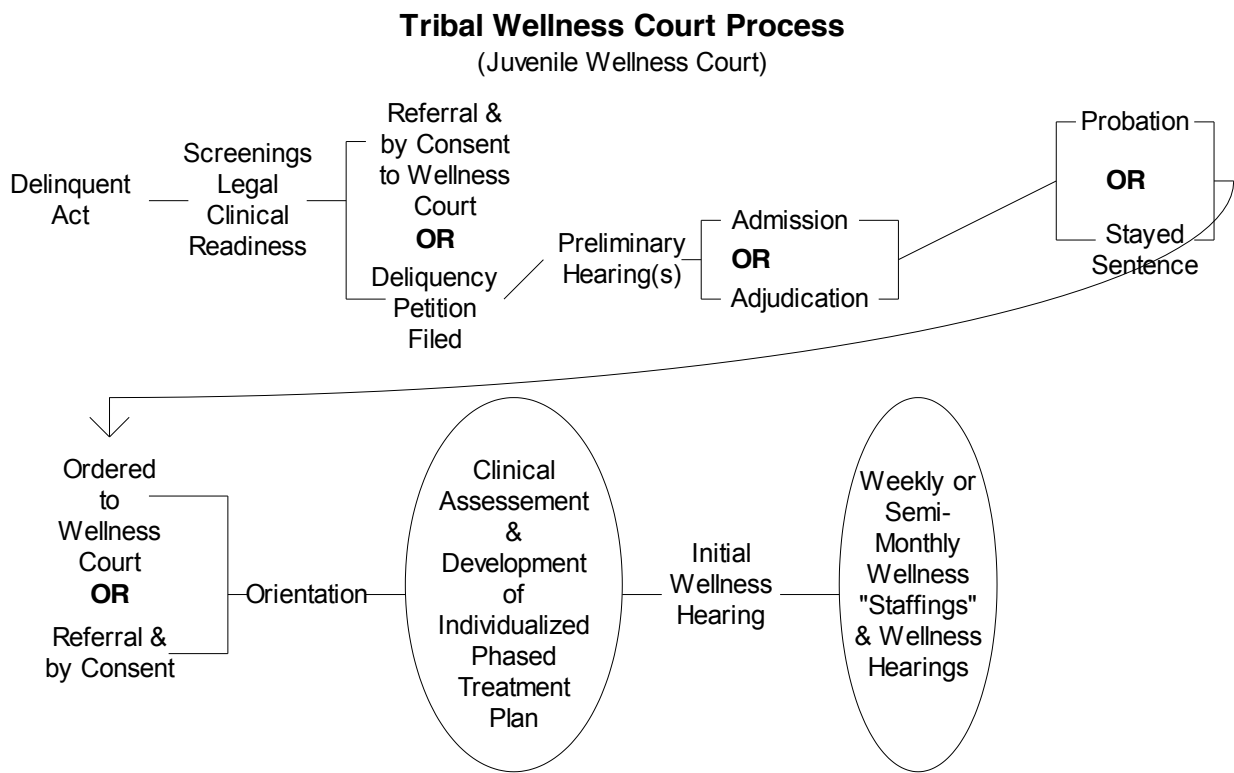 Tribal Wellness Court Process
(Juvenile Wellness Court)
Delinquent
Act
Screenings
Legal
Clinical
Readiness
Referral &
by Consent
to Wellness
Court
OR
Deliquency
Petition
Filed
Preliminary
Hearing(s)
Admission
OR
Adjudication
Probation
OR
Stayed
Sentence
Ordered
to
Wellness
Court
OR
Referral &
by Consent
Orientation
Clinical
Assessement
&
Development
of
Individualized
Phased
Treatment
Plan
Initial
Wellness
Hearing
Weekly or
Semi-
Monthly
Wellness
"Staffings"
& Wellness
Hearings